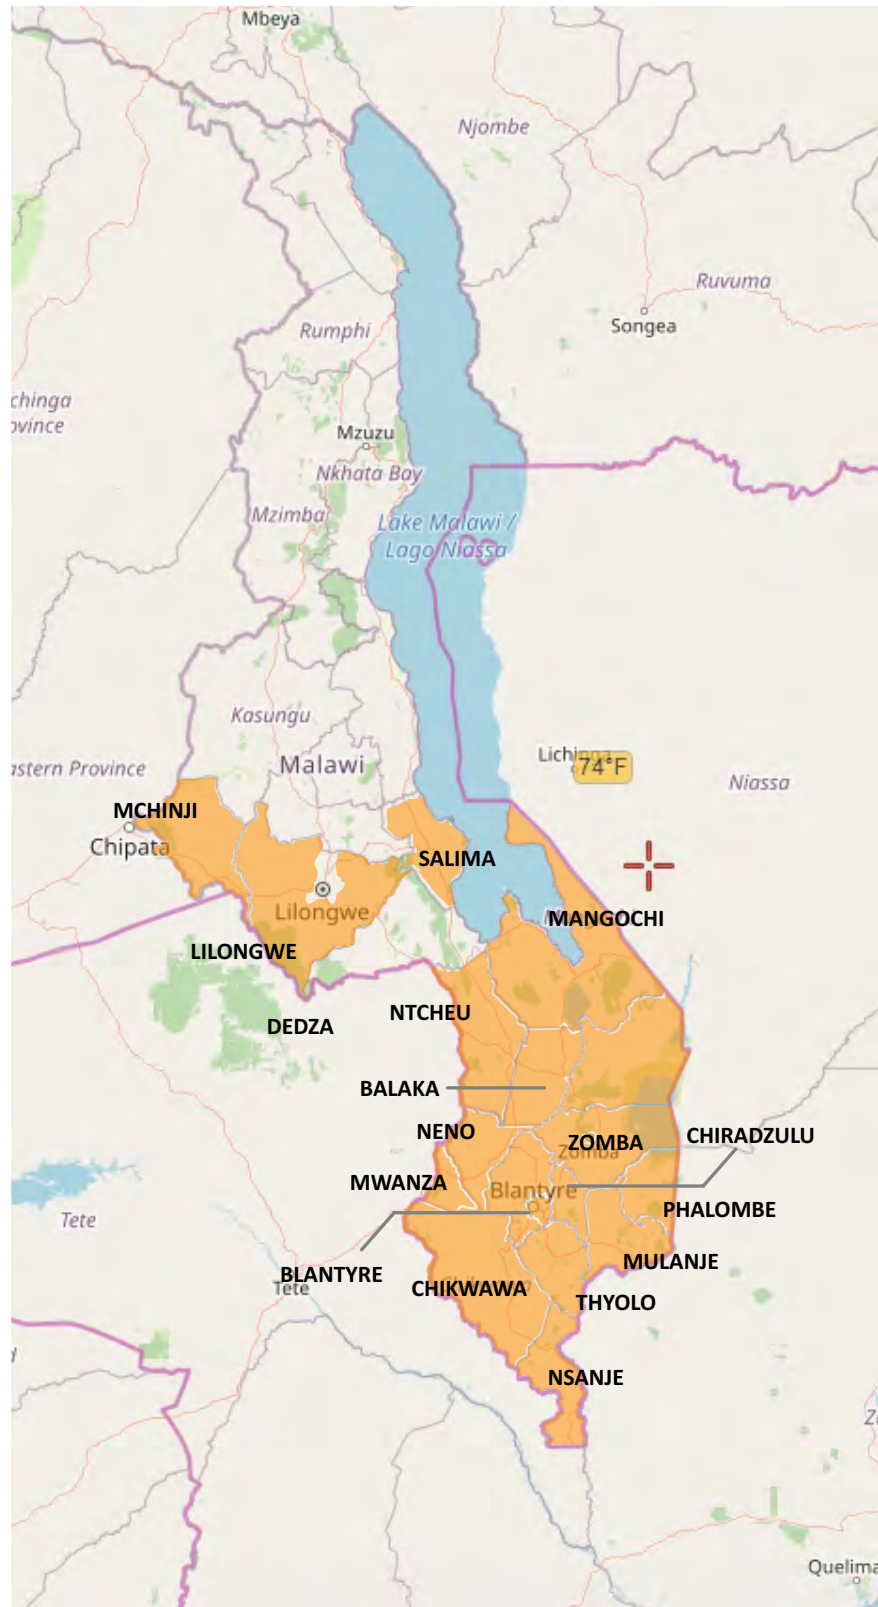 Mbeya
Njombe
Ruvuma
Songea
Rumphi
chinga
ovince
Mzuzu
Nkhata Bay
Mzimba
Lake Malawi /
Lago Niassa
Kasungu
Malawi
astern Province
74°F
Niassa
MCHINJI
Chipata
SALIMA
Lilongwe
MANGOCHI
LILONGWE
NTCHEU
DEDZA
BALAKA
NENO
ZOMBA
CHIRADZULU
Zomba
MWANZA
Blantyre
PHALOMBE
Tete
MULANJE
BLANTYRE
CHIKWAWA
Tete
THYOLO
NSANJE
Quelima